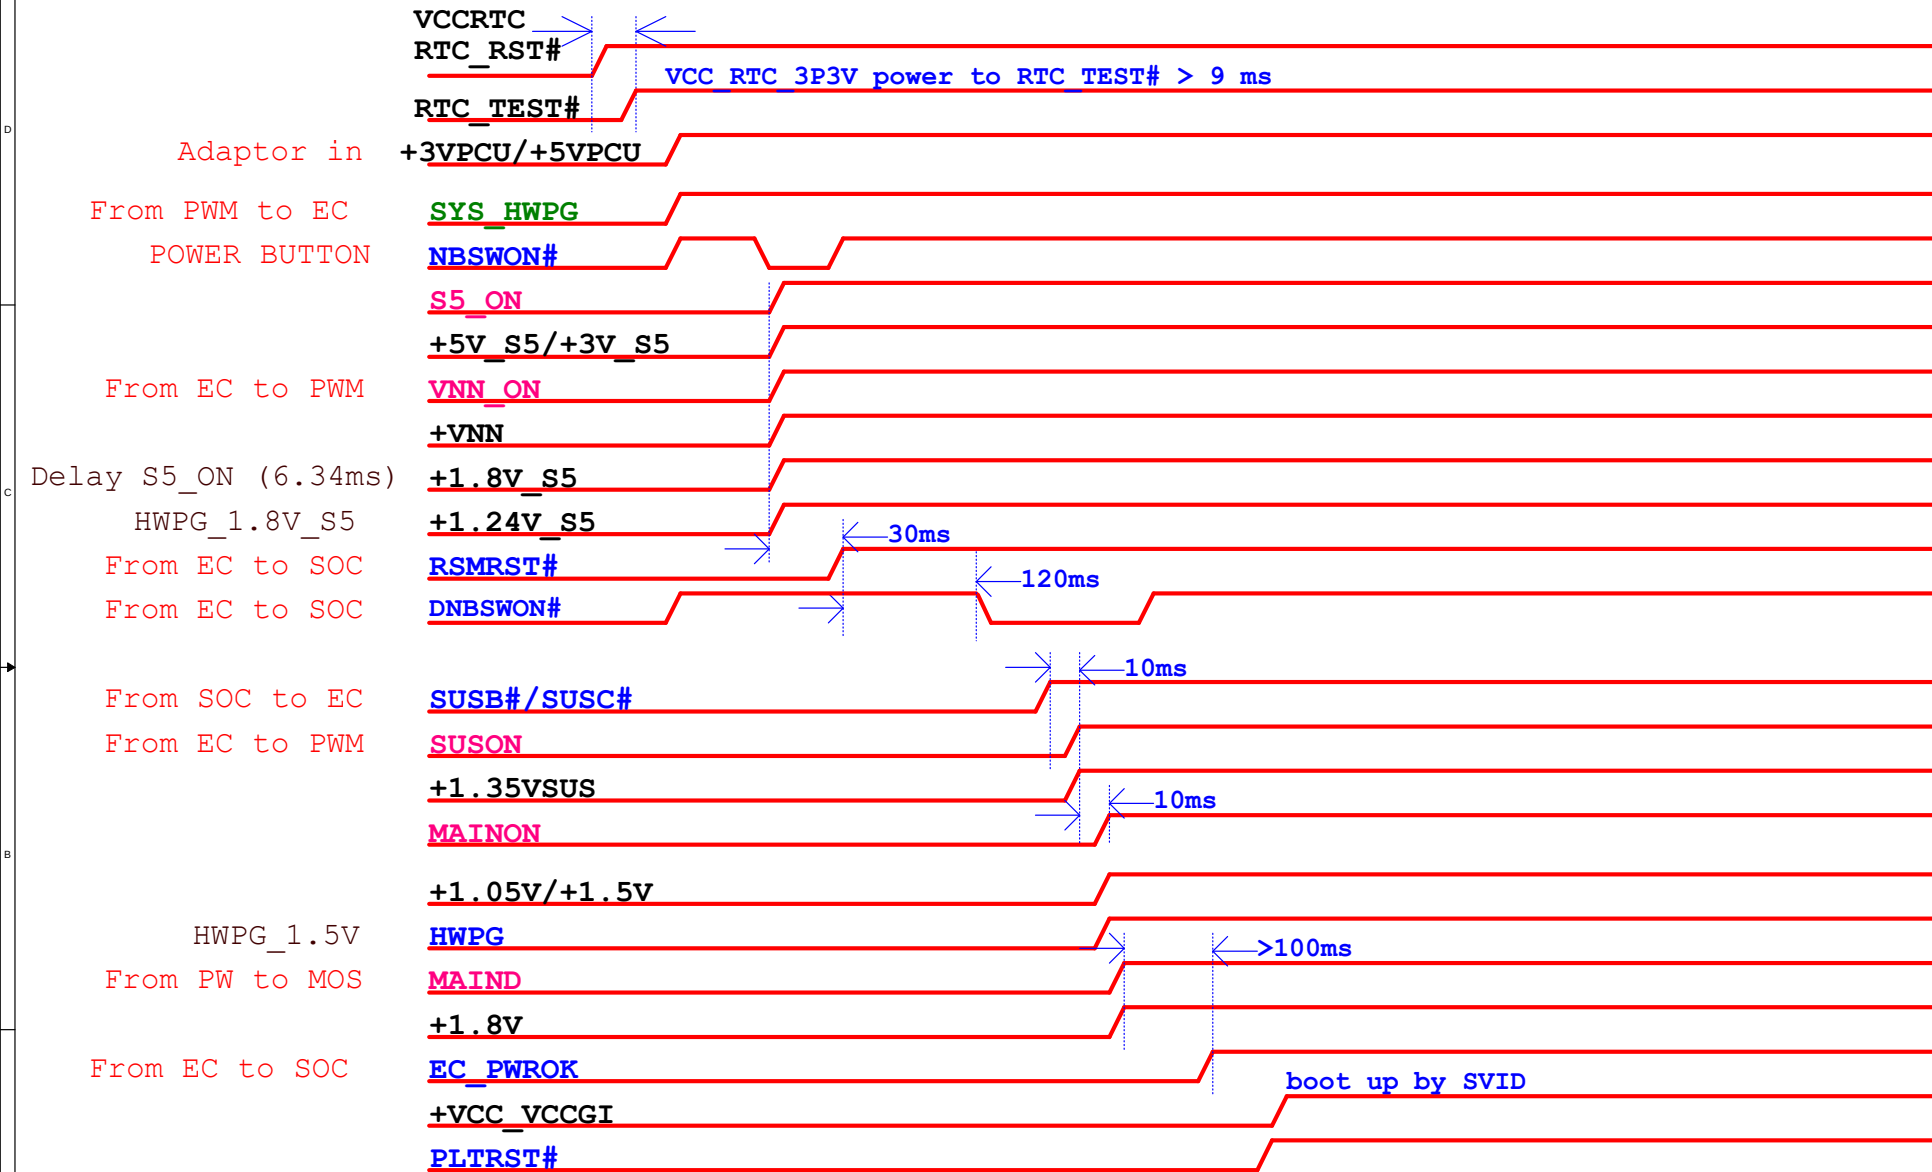 VCCRTC
RTC_RST#
VCC_RTC_3P3V power to RTC_TEST# > 9 ms
RTC_TEST#
D
Adaptor in +3VPCU/+5VPCU
From PWM to EC SYS_HWPG
POWER BUTTON NBSWON#
S5_ON
+5V_S5/+3V_S5
From EC to PWM VNN_ON
+VNN
Delay S5_ON (6.34ms) +1.8V_S5
C
HWPG_1.8V_S5 +1.24V_S5
30ms
From EC to SOC RSMRST#
120ms
From EC to SOC DNBSWON#
10ms
From SOC to EC SUSB#/SUSC#
From EC to PWM SUSON
+1.35VSUS
10ms
MAINON
B
+1.05V/+1.5V
HWPG_1.5V HWPG
>100ms
From PW to MOS MAIND
+1.8V
From EC to SOC EC_PWROK
boot up by SVID
+VCC_VCCGI
PLTRST#